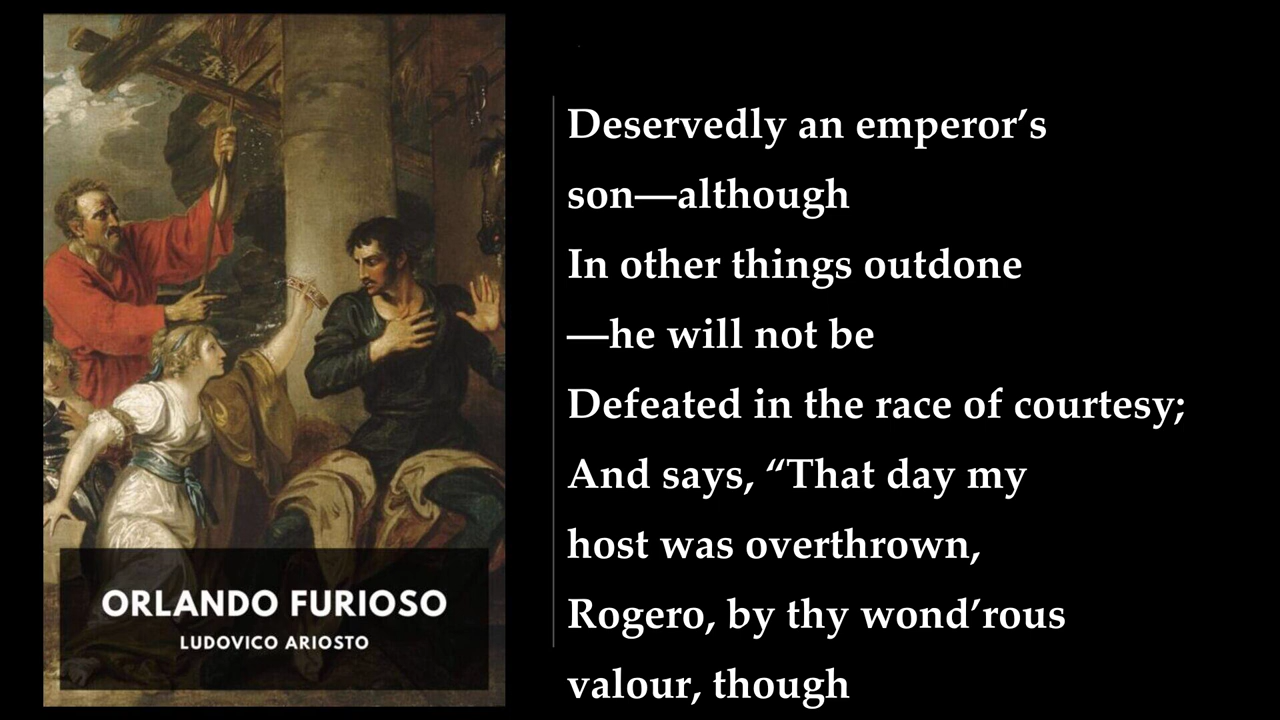 ORLANDO FURIOSO
LUDOVICO ARIOSTO
Deservedly an emperor’s
son—although
In other things outdone
—he will not be
Defeated in the race of courtesy;
And says, “That day my
host was overthrown,
Rogero, by thy wond’rous
valour, though